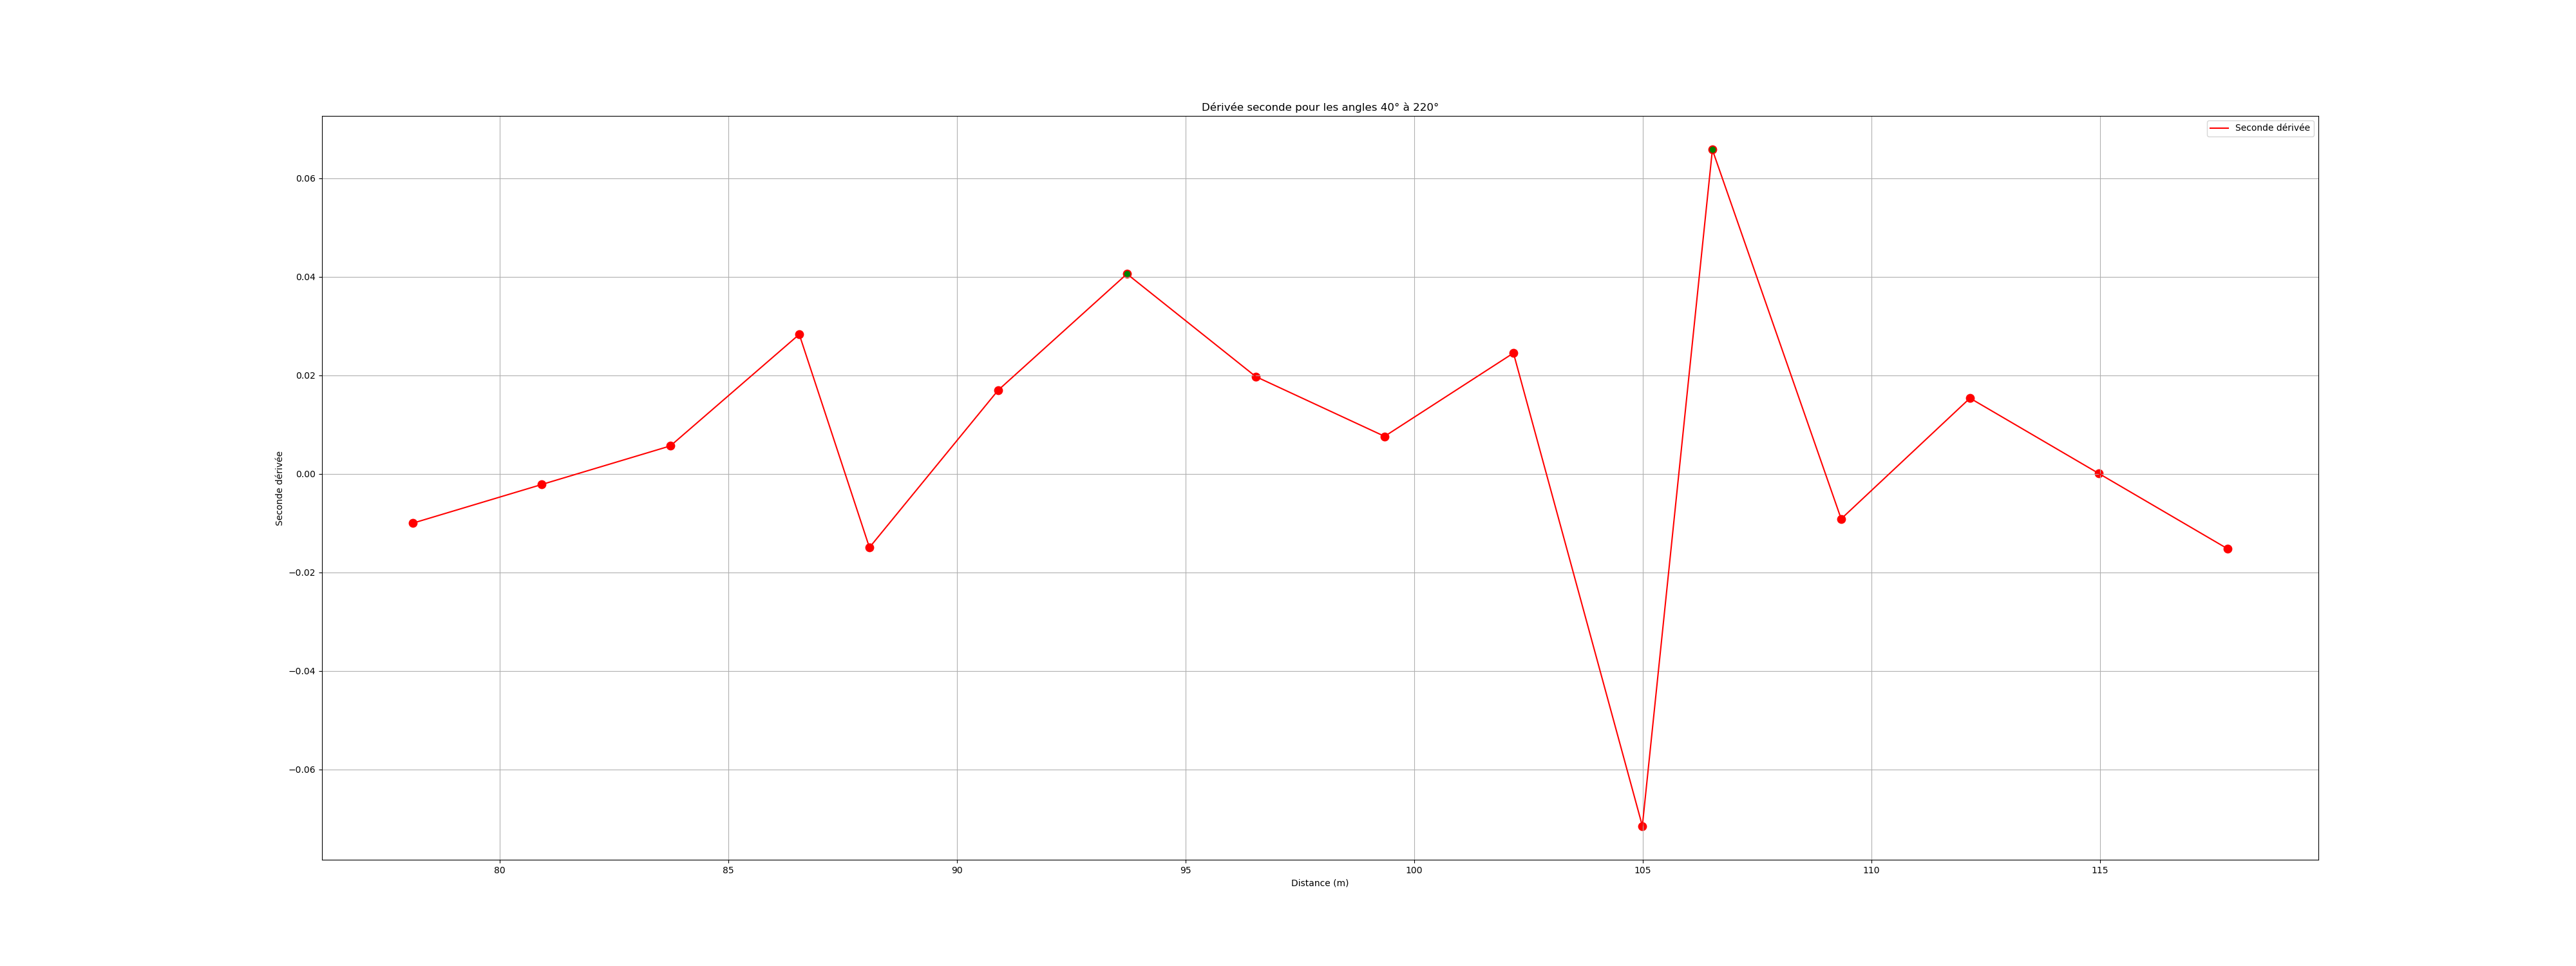 Dérivée seconde pour les angles 40° à 220°
Seconde dérivée
0.06
0.04
0.02
0.00
−0.02
−0.04
−0.06
Seconde dérivée
80 85 90 95 100 105 110 115
Distance (m)